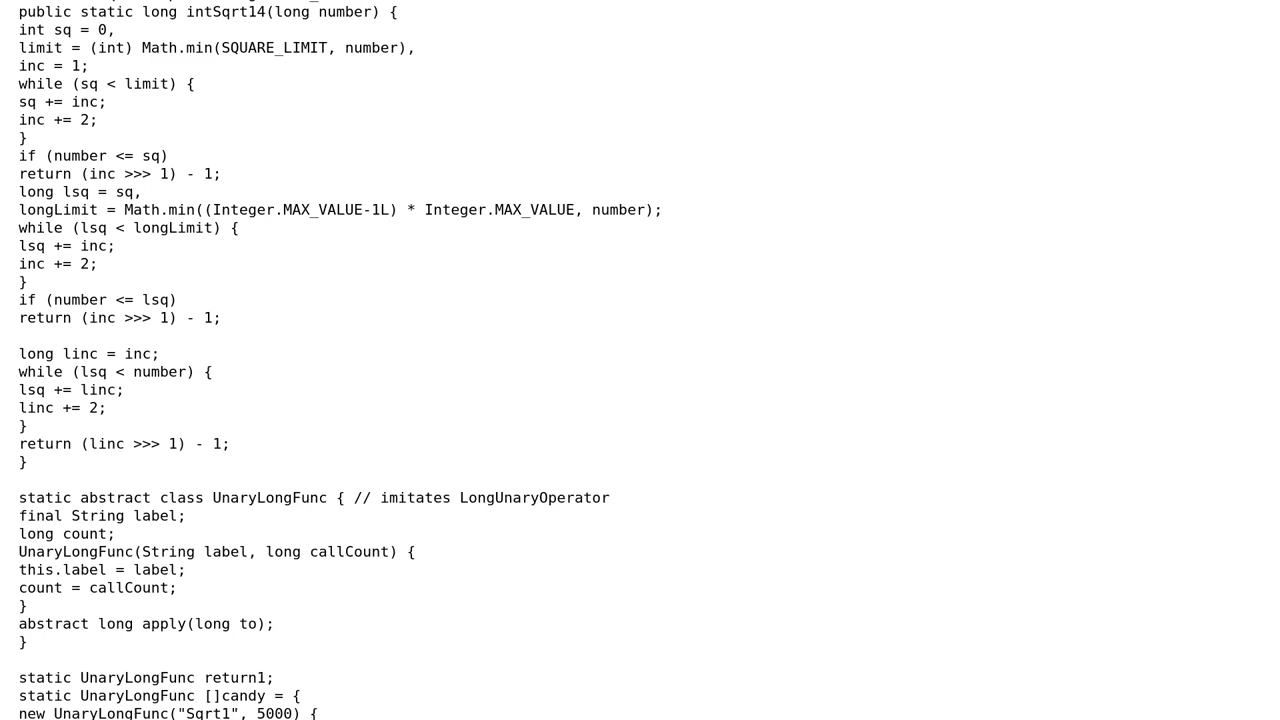 public static long intSqrt14(long number) {
int sq = 0,
limit = (int) Math.min(SQUARE_LIMIT, number),
inc = 1;
while (sq < limit) {
sq += inc;
inc += 2;
}
if (number <= sq)
return (inc >>> 1) - 1;
long lsq = sq,
longLimit = Math.min((Integer.MAX_VALUE-1L) * Integer.MAX_VALUE, number);
while (lsq < longLimit) {
lsq += inc;
inc += 2;
}
if (number <= lsq)
return (inc >>> 1) - 1;

long linc = inc;
while (lsq < number) {
lsq += linc;
linc += 2;
}
return (linc >>> 1) - 1;
}

static abstract class UnaryLongFunc { // imitates LongUnaryOperator
final String label;
long count;
UnaryLongFunc(String label, long callCount) {
this.label = label;
count = callCount;
}
abstract long apply(long to);
}

static UnaryLongFunc return1;
static UnaryLongFunc []candy = {
new UnaryLongFunc("Sqrt1", 5000) {